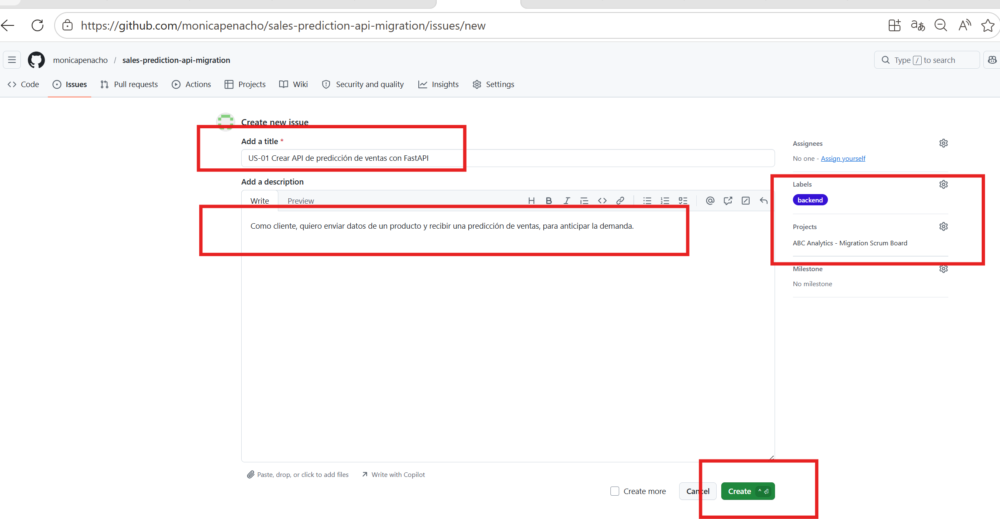 https://github.com/monicapenacho/sales-prediction-api-migration/issues/new
monicapenacho / sales-prediction-api-migration
Type / to search
Code Issues Pull requests Actions Projects Wiki Security and quality Insights Settings
Create new issue
Add a title *
US-01 Crear API de predicción de ventas con FastAPI
Add a description
Write Preview
Como cliente, quiero enviar datos de un producto y recibir una predicción de ventas, para anticipar la demanda.
Paste, drop, or click to add files Write with Copilot
Create more Cancel Create
Assignees
No one - Assign yourself
Labels
backend
Projects
ABC Analytics - Migration Scrum Board
Milestone
No milestone